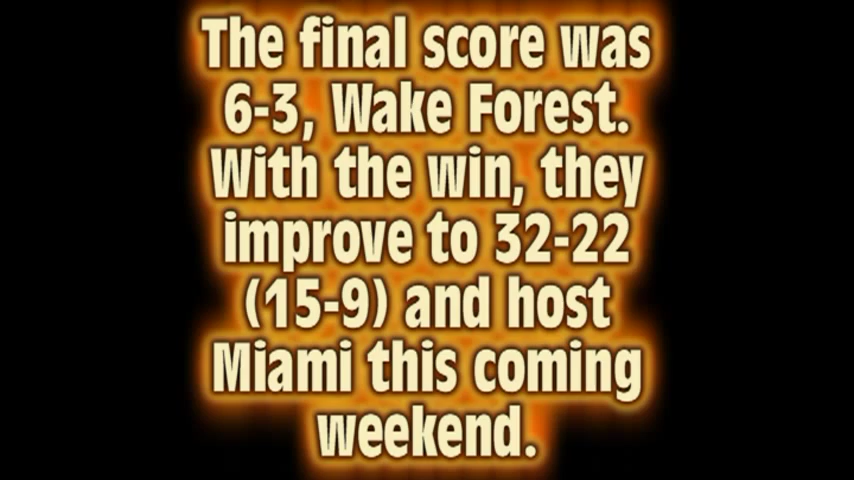 The final score was
6-3, Wake Forest.
With the win, they
improve to 32-22
(15-9) and host
Miami this coming
weekend.